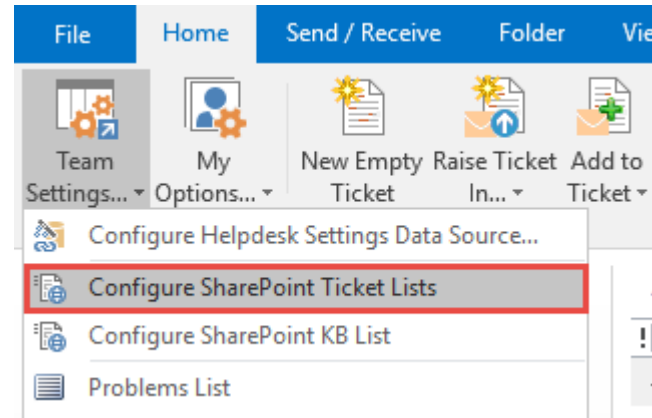 File Home Send / Receive Folder
Team My New Empty Raise Ticket Add to
Settings... Options... Ticket In... Ticket
Configure Helpdesk Settings Data Source...
Configure SharePoint Ticket Lists
Configure SharePoint KB List
!
Problems List